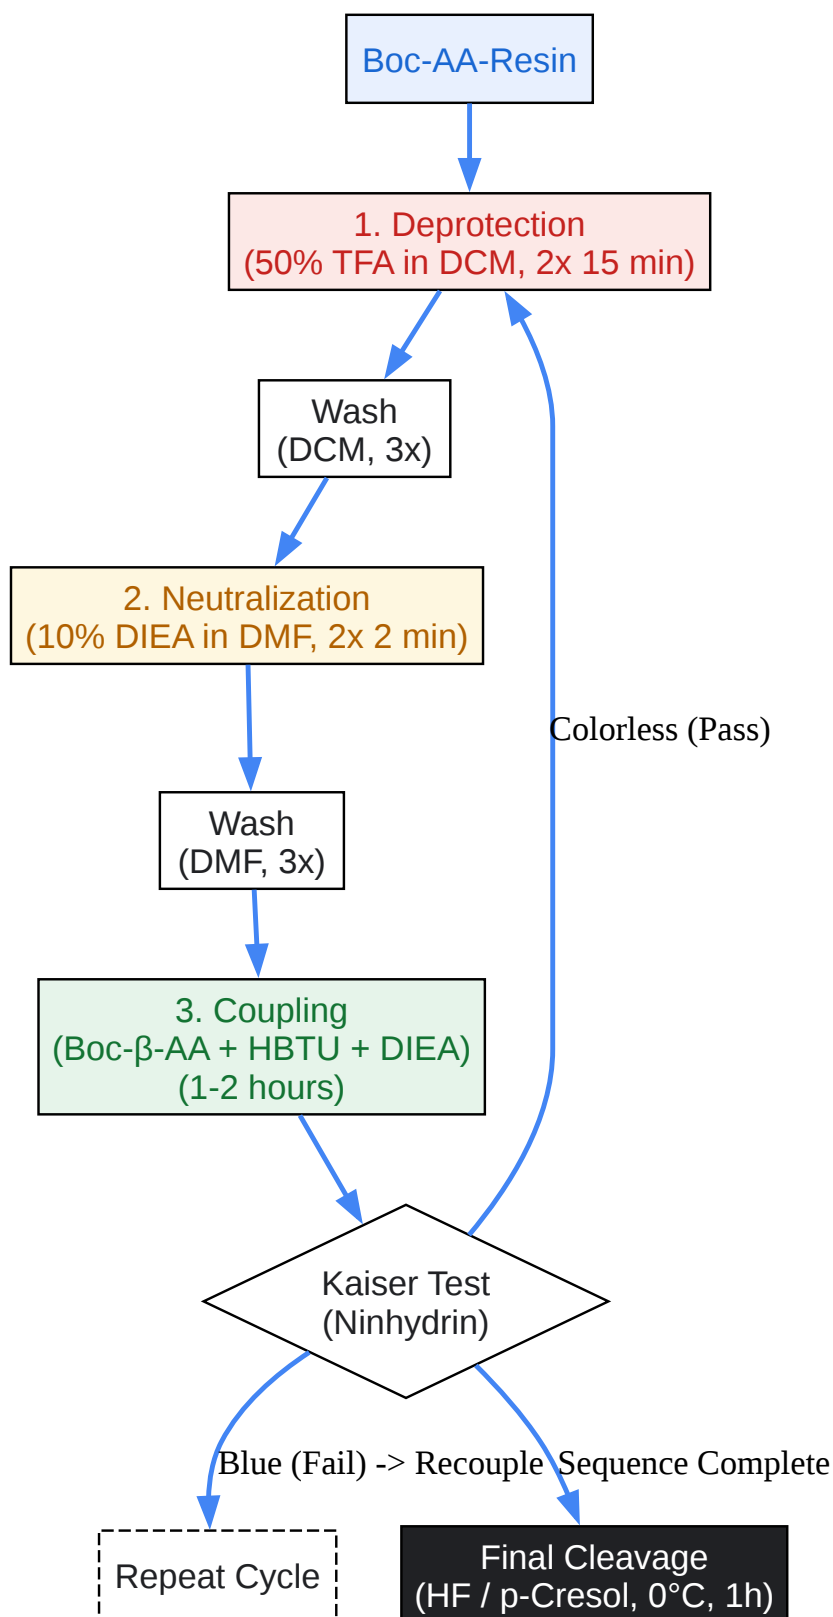 Boc-AA-Resin
1. Deprotection
(50% TFA in DCM, 2x 15 min)
Wash
(DCM, 3x)
2. Neutralization
(10% DIEA in DMF, 2x 2 min)
Colorless (Pass)
Wash
(DMF, 3x)
3. Coupling
(Boc-β-AA + HBTU + DIEA)
(1-2 hours)
Kaiser Test
(Ninhydrin)
Blue (Fail) -> Recouple
Sequence Complete
Repeat Cycle
Final Cleavage
(HF / p-Cresol, 0°C, 1h)